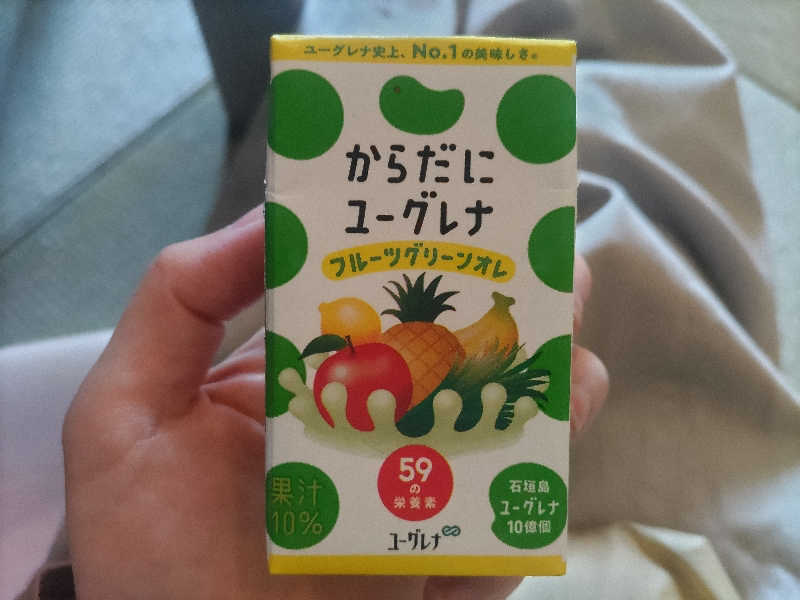 ユーグレナ史上、No.1の美味しさ。
からだに
ユーグレナ
フルーツグリーンオレ
59
の
栄養素
果汁
10%
石垣島
ユーグレナ
10億個
ユーグレナ